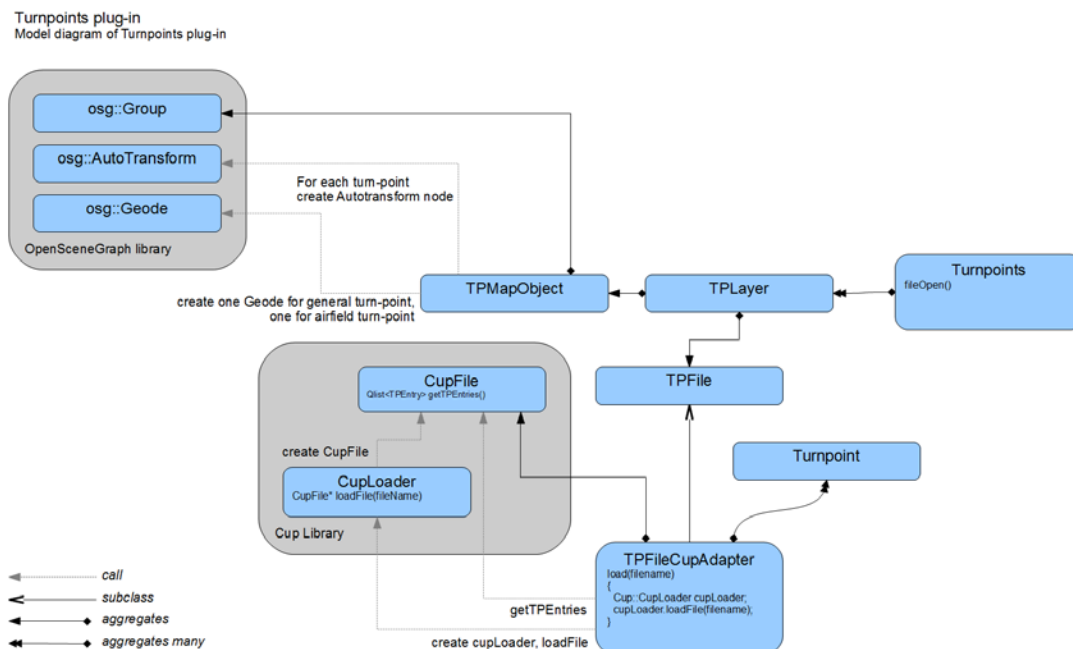 Turnpoints plug-in
Model diagram of Turnpoints plug-in
osg::Group
osg::AutoTransform
osg::Geode
OpenSceneGraph library
For each turn-point
create Autotransform node
create one Geode for general turn-point,
one for airfield turn-point
TPMapObject
TPLayer
Turnpoints
fileOpen()
CupFile
Qlist<TPEntry> getTPEntries()
TPFile
create CupFile
CupLoader
CupFile* loadFile(fileName)
Cup Library
Turnpoint
TPFileCupAdapter
load(filename)
{
Cup::CupLoader cupLoader;
cupLoader.loadFile(filename);
}
getTPEntries
create cupLoader, loadFile
call
subclass
aggregates
aggregates many